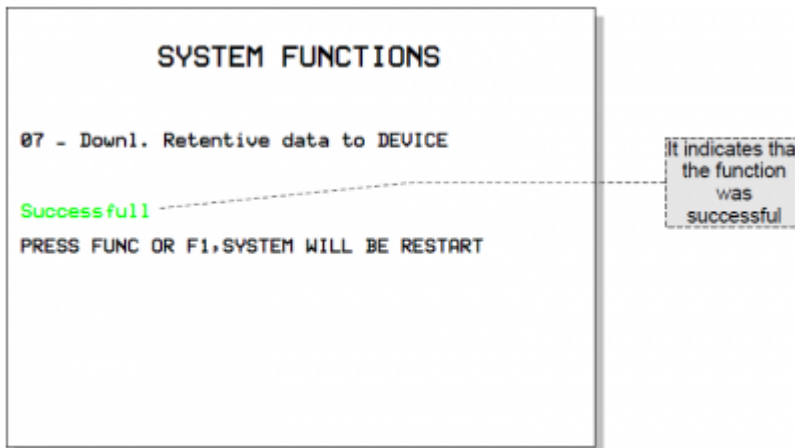 SYSTEM FUNCTIONS
07 - Downl. Retentive data to DEVICE
Successfull
PRESS FUNC OR F1,SYSTEM WILL BE RESTART
It indicates tha
the function
was
successful